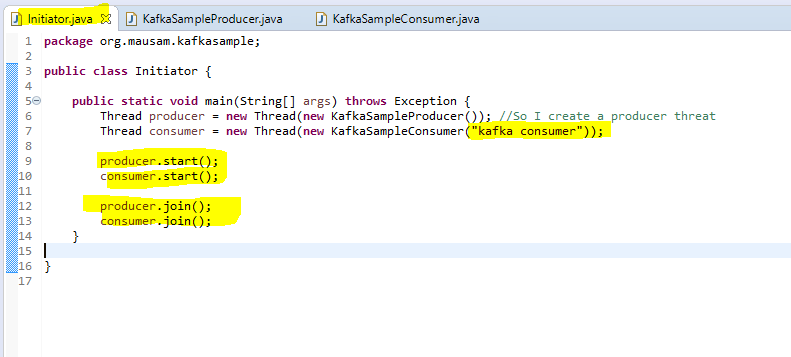 Initiator.java KafkaSampleProducer.java KafkaSampleConsumer.java
1 package org.mausam.kafkasample;
2
3 public class Initiator {
4
5 public static void main(String[] args) throws Exception {
6 Thread producer = new Thread(new KafkaSampleProducer()); //So I create a producer threat
7 Thread consumer = new Thread(new KafkaSampleConsumer("kafka consumer"));
8
9 producer.start();
10 consumer.start();
11
12 producer.join();
13 consumer.join();
14 }
15
16 }
17